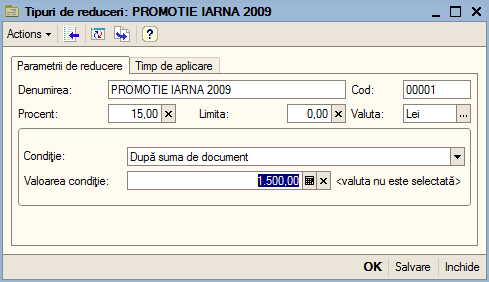 Tipuri de reduceri: PROMOTIE IARNA 2009
Actions
Parametrii de reducere Timp de aplicare
Denumirea: PROMOTIE IARNA 2009 Cod: 00001
Procent: 15,00 Limita: 0,00 Valuta: Lei ...
Condiţie: După suma de document
Valoarea condiţie: 1.500,00 <valuta nu este selectată>
OK Salvare Inchide